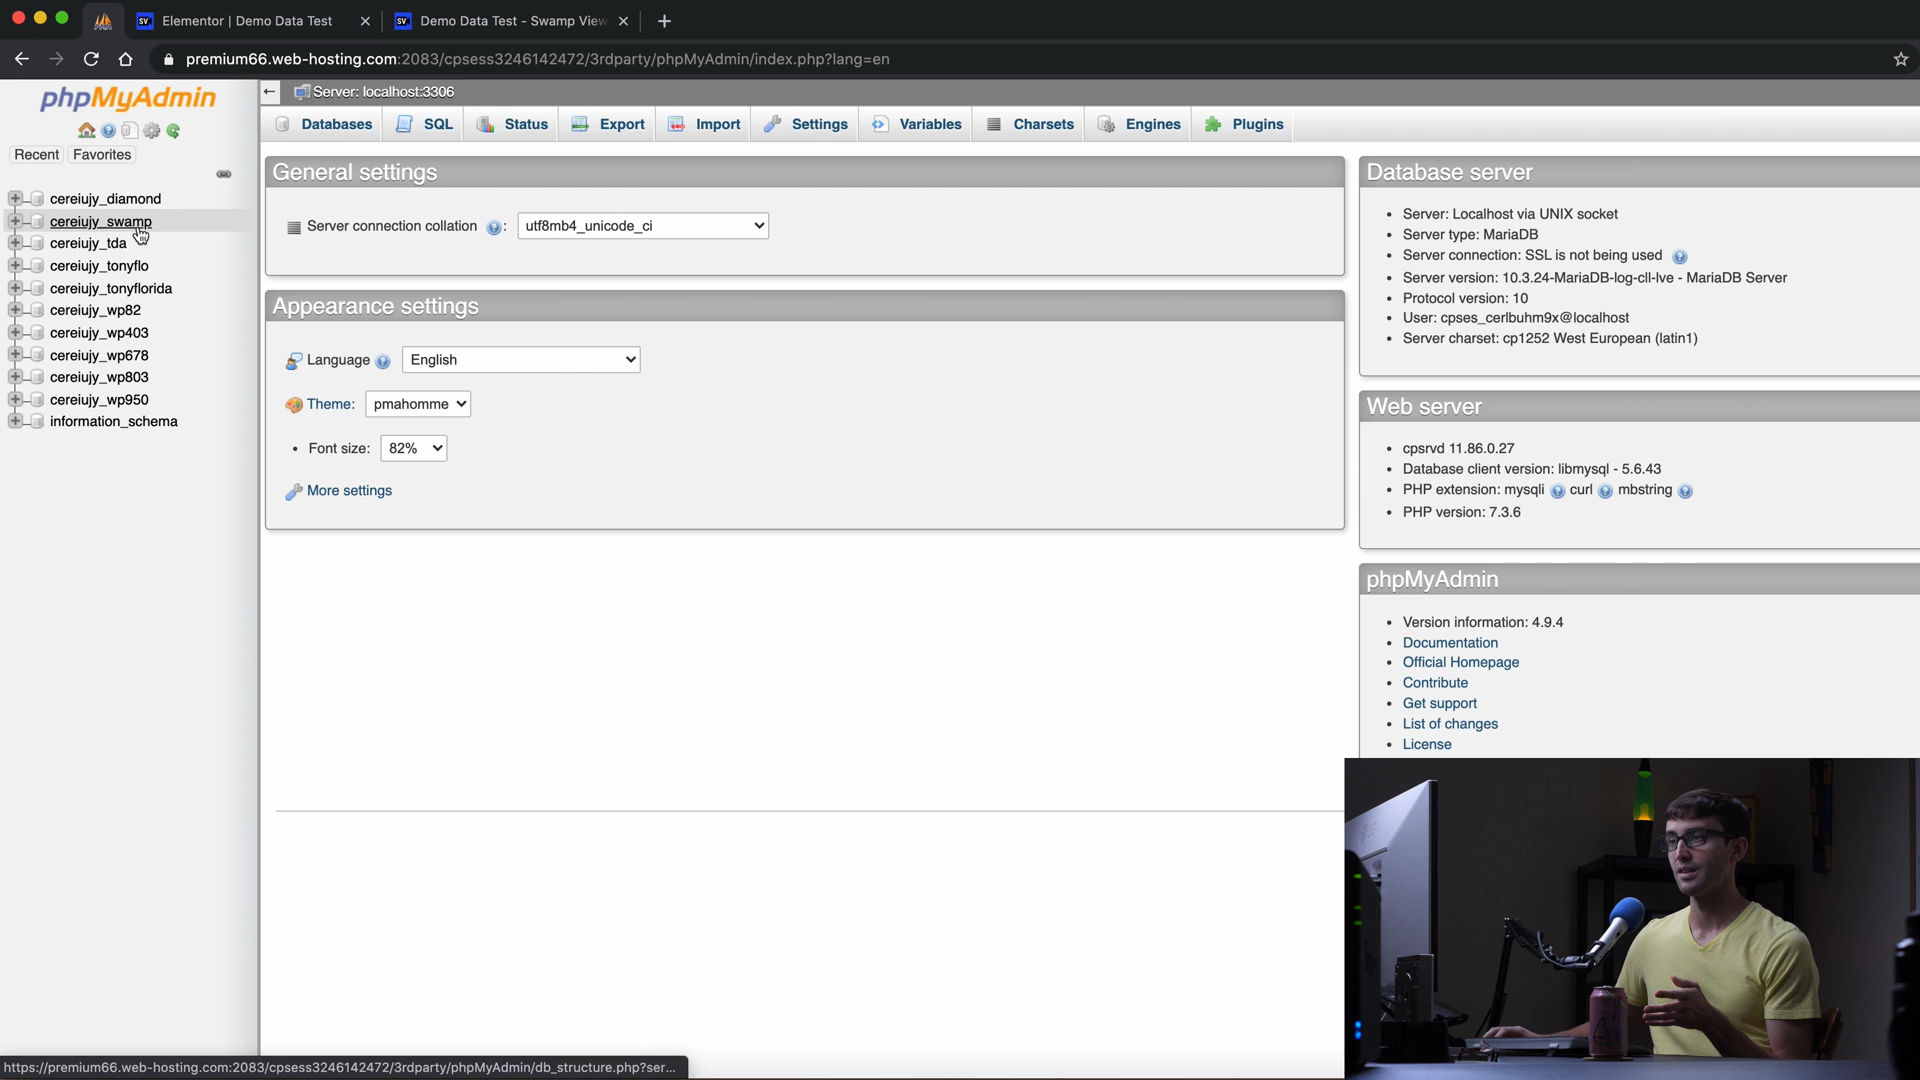 Elementor | Demo Data Test
Demo Data Test - Swamp View
premium66.web-hosting.com:2083/cpsess3246142472/3rdparty/phpMyAdmin/index.php?lang=en
phpMyAdmin
Recent Favorites
cereiujy_diamond
cereiujy_swamp
cereiujy_tda
cereiujy_tonyflo
cereiujy_tonyflorida
cereiujy_wp82
cereiujy_wp403
cereiujy_wp678
cereiujy_wp803
cereiujy_wp950
information_schema
Server: localhost:3306
Databases SQL Status Export Import Settings Variables Charsets Engines Plugins
General settings
Server connection collation : utf8mb4_unicode_ci
Appearance settings
Language English
Theme: pmahomme
• Font size: 82%
More settings
Database server
• Server: Localhost via UNIX socket
• Server type: MariaDB
• Server connection: SSL is not being used
• Server version: 10.3.24-MariaDB-log-cll-lve - MariaDB Server
• Protocol version: 10
• User: cpses_cerlbuhm9x@localhost
• Server charset: cp1252 West European (latin1)
Web server
• cpsrvd 11.86.0.27
• Database client version: libmysql - 5.6.43
• PHP extension: mysqli curl mbstring
• PHP version: 7.3.6
phpMyAdmin
• Version information: 4.9.4
• Documentation
• Official Homepage
• Contribute
• Get support
• List of changes
• License
https://premium66.web-hosting.com:2083/cpsess3246142472/3rdparty/phpMyAdmin/db_structure.php?ser...